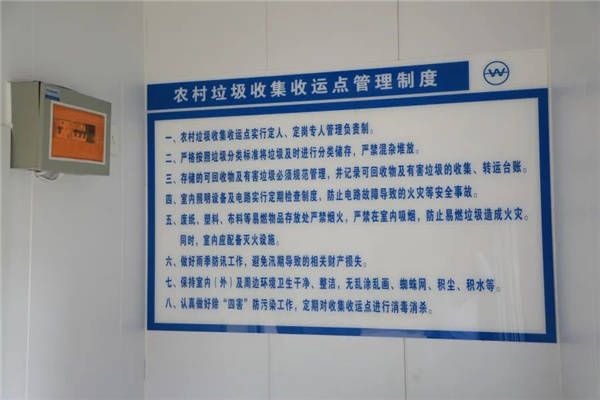 农村垃圾收集收运点管理制度
一、农村垃圾收集收运点实行定人、定岗专人管理负责制。
二、严格按照垃圾分类标准将垃圾及时进行分类储存，严禁混杂堆放。
三、存储的可回收物及有害垃圾必须规范管理，并记录可回收物及有害垃圾的收集、转运台账。
四、室内照明设备及电路实行定期检查制度，防止电路故障导致的火灾等安全事故。
五、废纸、塑料、布料等易燃物品存放处严禁烟火，严禁在室内吸烟，防止易燃垃圾造成火灾。
同时，室内应配备灭火设施。
六、做好雨季防汛工作，避免汛期导致的相关财产损失。
七、保持室内（外）及周边环境卫生干净、整洁，无乱涂乱画、蜘蛛网、积尘、积水等。
八、认真做好除“四害”防污染工作，定期对收集收运点进行消毒消杀。